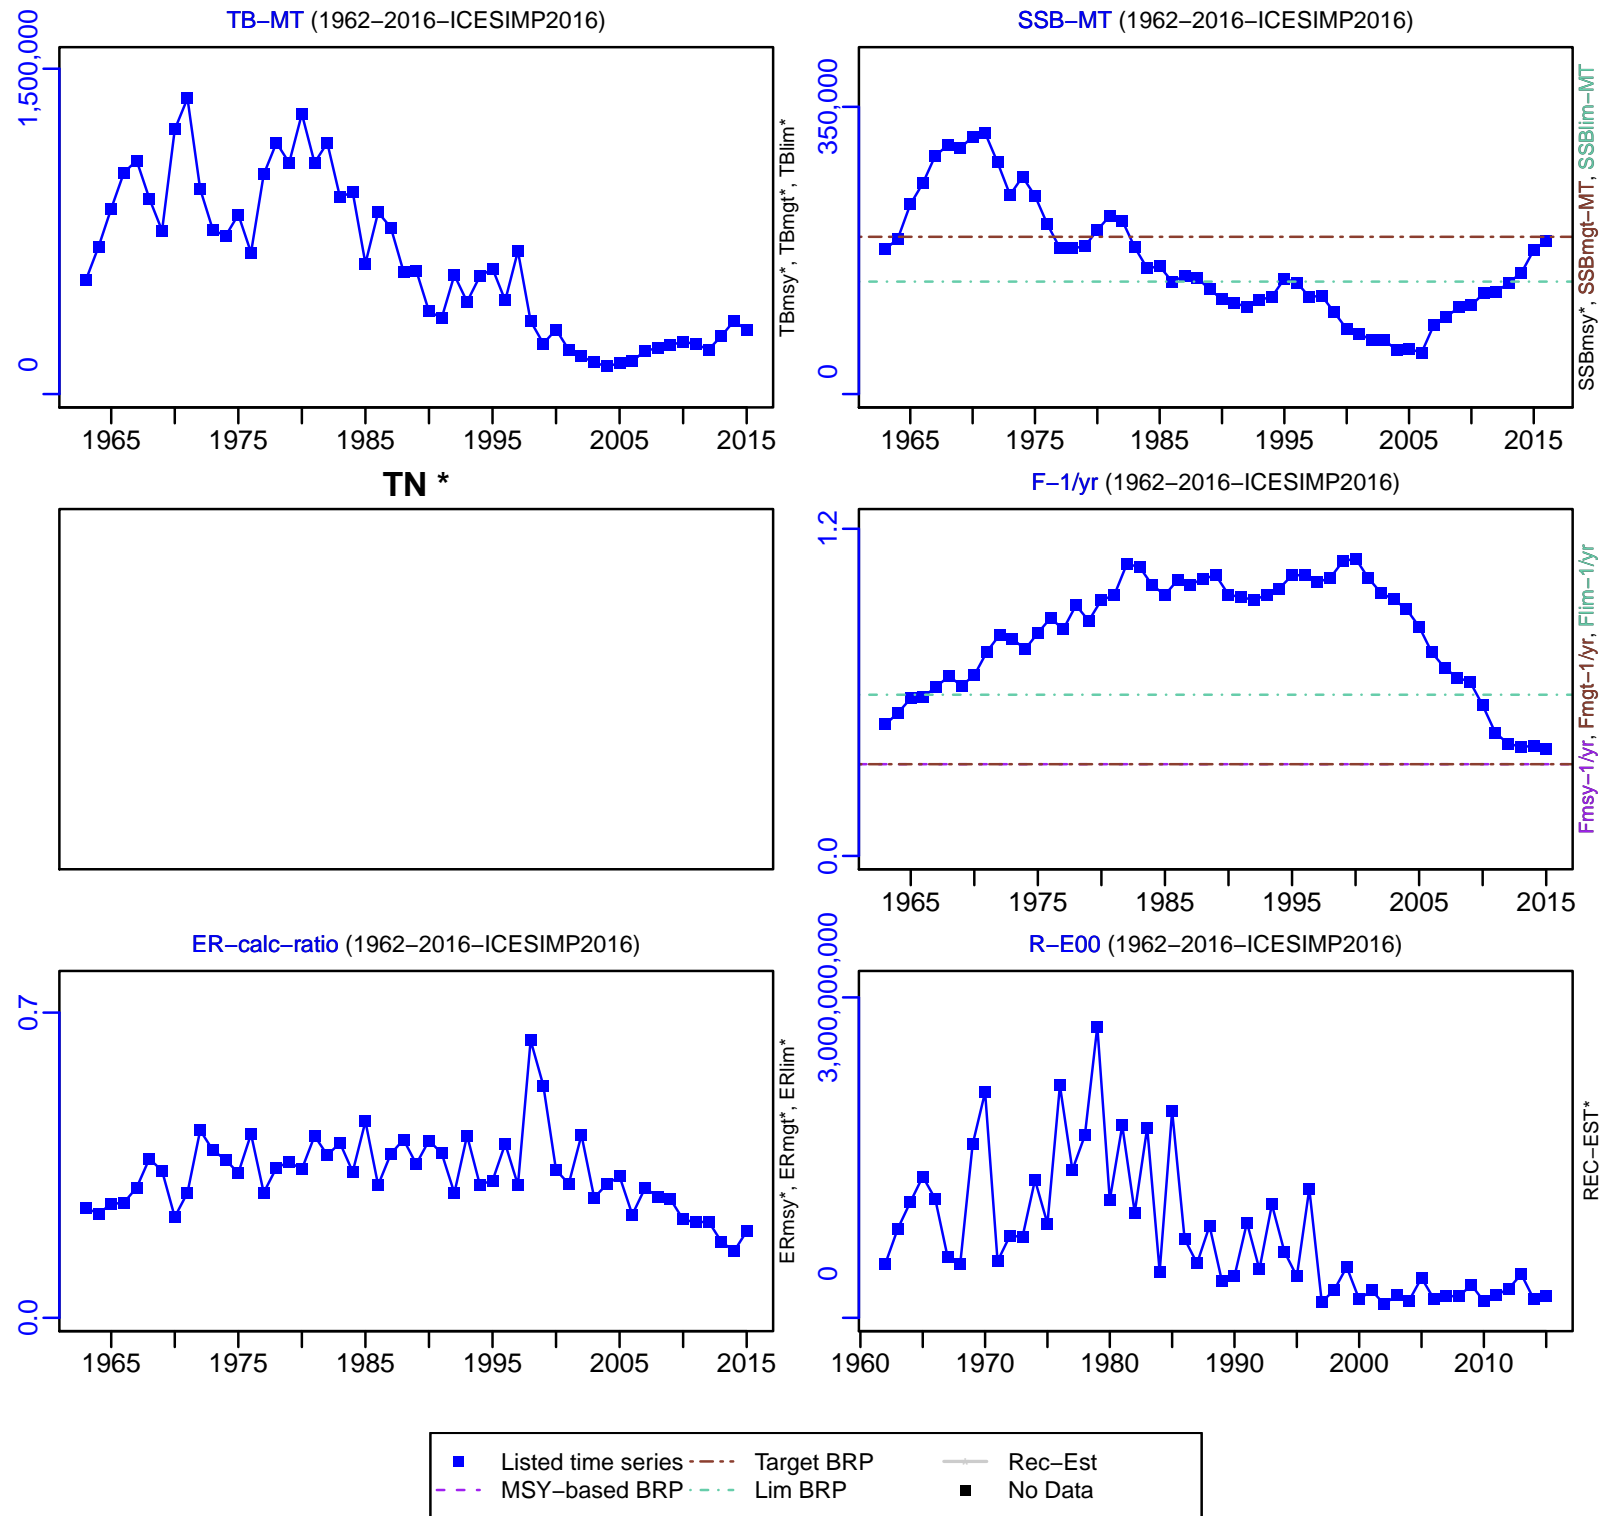 TB−MT (1962−2016−ICESIMP2016)
1,500,000
0
1965 1975 1985 1995 2005 2015
TBmsy*, TBmgt*, TBlim*
SSB−MT (1962−2016−ICESIMP2016)
350,000
0
1965 1975 1985 1995 2005 2015
SSBmsy*, SSBmgt−MT, SSBlim−MT
TN *
F−1/yr (1962−2016−ICESIMP2016)
1.2
0.0
1965 1975 1985 1995 2005 2015
Fmsy−1/yr, Fmgt−1/yr, Flim−1/yr
ER−calc−ratio (1962−2016−ICESIMP2016)
0.7
0.0
1965 1975 1985 1995 2005 2015
ERmsy*, ERmgt*, ERlim*
R−E00 (1962−2016−ICESIMP2016)
3,000,000,000
0
1960 1970 1980 1990 2000 2010
REC−EST*
Listed time series Target BRP Rec−Est
MSY−based BRP Lim BRP No Data